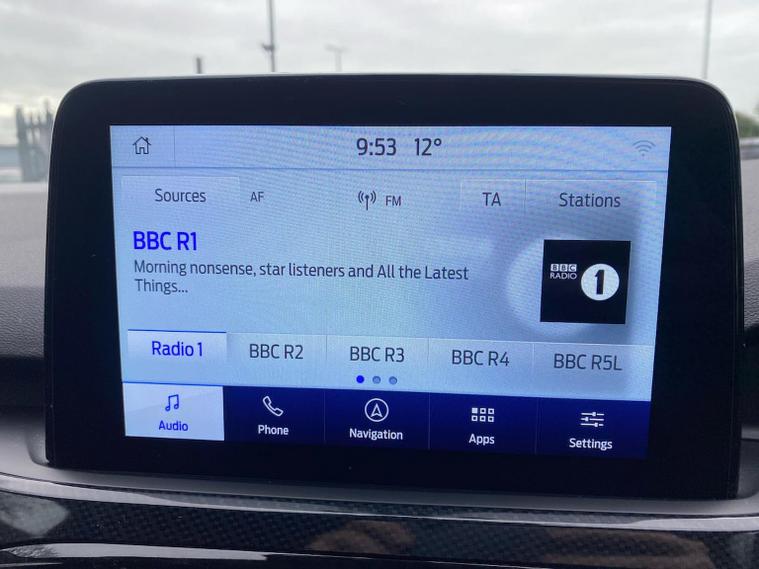 9:53 12°
Sources AF FM TA Stations
BBC R1
Morning nonsense, star listeners and All the Latest
Things...
BBC
RADIO 1
Radio 1 BBC R2 BBC R3 BBC R4 BBC R5L
Audio Phone Navigation Apps Settings